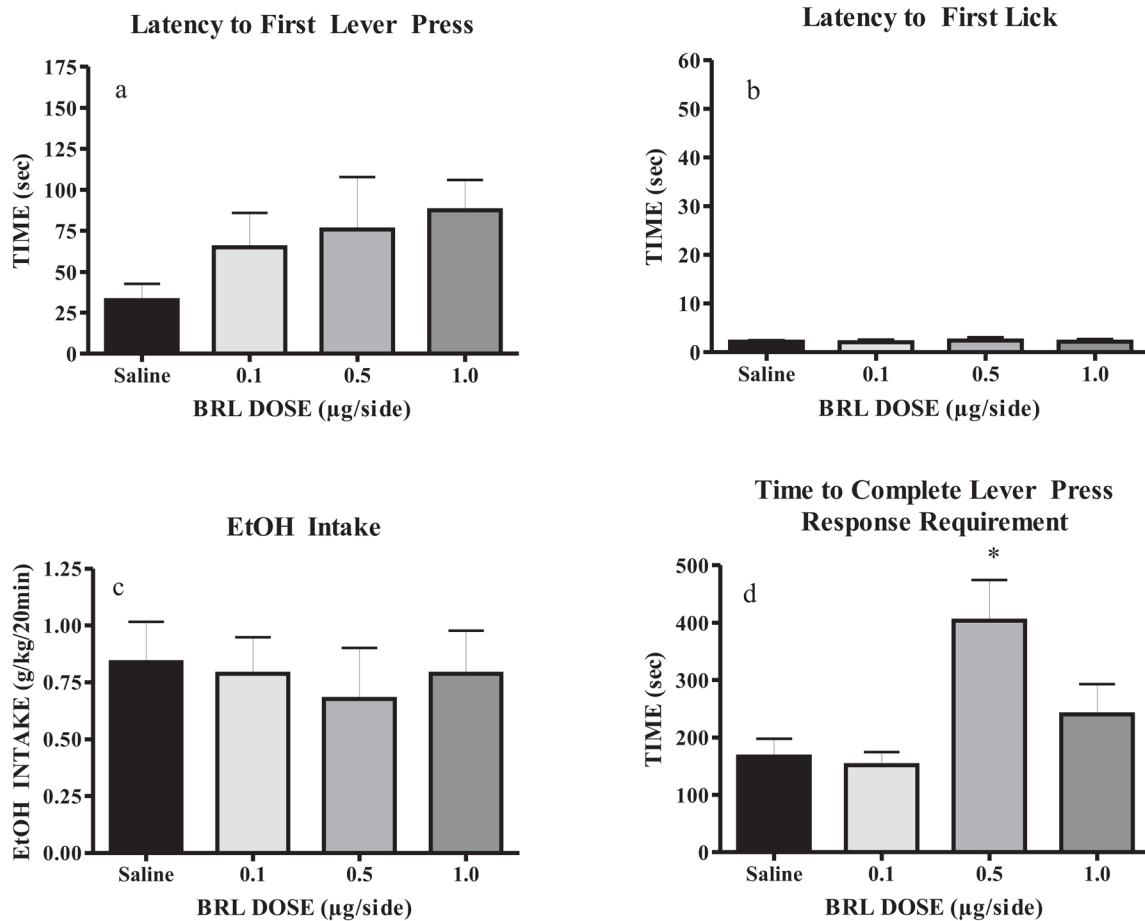 Latency to First Lever Press
175
150
125
100
75
50
25
0
TIME (sec)
a
Saline 0.1 0.5 1.0
BRL DOSE (µg/side)
Latency to First Lick
60
50
40
30
20
10
0
TIME (sec)
b
Saline 0.1 0.5 1.0
BRL DOSE (µg/side)
EtOH Intake
1.25
1.00
0.75
0.50
0.25
0.00
EtOH INTAKE (g/kg/20min)
c
Saline 0.1 0.5 1.0
BRL DOSE (µg/side)
Time to Complete Lever Press
Response Requirement
500
400
300
200
100
0
TIME (sec)
d
*
Saline 0.1 0.5 1.0
BRL DOSE (µg/side)